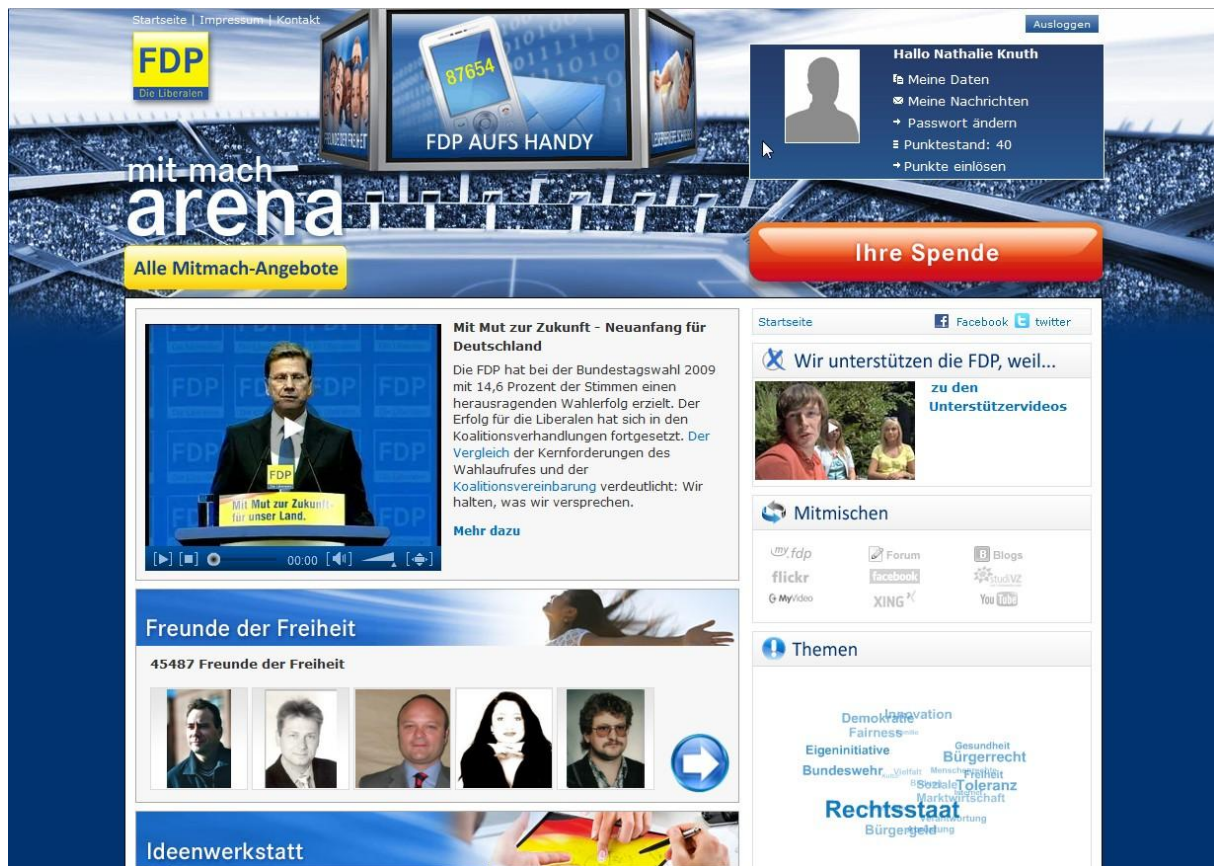 Startseite | Impressum | Kontakt
FDP
Die Liberalen
87654
FDP AUFS HANDY
Ausloggen
Hallo Nathalie Knuth
Meine Daten
Meine Nachrichten
Passwort ändern
Punktestand: 40
Punkte einlösen
mit mach
arena
Alle Mitmach-Angebote
Ihre Spende
Mit Mut zur Zukunft - Neuanfang für
Deutschland
Die FDP hat bei der Bundestagswahl 2009
mit 14,6 Prozent der Stimmen einen
herausragenden Wahlerfolg erzielt. Der
Erfolg für die Liberalen hat sich in den
Koalitionsverhandlungen fortgesetzt. Der
Vergleich der Kernforderungen des
Wahlaufrufes und der
Koalitionsvereinbarung verdeutlicht: Wir
halten, was wir versprechen.
Mehr dazu
FDP
Mit Mut zur Zukunft-
für unser Land.
00:00
Startseite
Facebook twitter
Wir unterstützen die FDP, weil...
zu den
Unterstützervideos
Mitmischen
my.fdp Forum Blogs
flickr facebook studiVZ
MyVideo XING You Tube
Freunde der Freiheit
45487 Freunde der Freiheit
Themen
Innovation
Demokratie
Fairness
Eigeninitiative
Gesundheit
Bürgerrecht
Bundeswehr
Vielfalt
Freiheit
Soziale Toleranz
Marktwirtschaft
Rechtsstaat
Verantwortung
Bürgergeld
Ideenwerkstatt